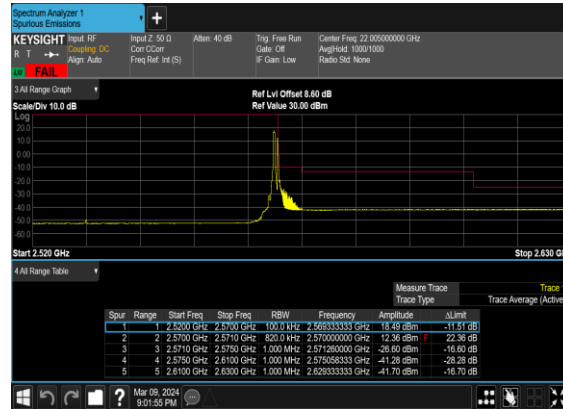 Spectrum Analyzer 1
Spurious Emissions
+
KEYSIGHT Input: RF Input Z: 50 Ω Atten: 40 dB Trig: Free Run Center Freq: 22.005000000 GHz
R T Coupling: DC Corr CCorr Gate: Off Avg|Hold: 1000/1000
Align: Auto Freq Ref: Int (S) IF Gain: Low Radio Std: None
FAIL
3 All Range Graph
Ref Lvl Offset 8.60 dB
Scale/Div 10.0 dB Ref Value 30.00 dBm
Log
20.0
10.0
0.00
-10.0
-20.0
-30.0
-40.0
-50.0
-60.0
Start 2.520 GHz Stop 2.630 G
4 All Range Table
Measure Trace Trace
Trace Type Trace Average (Active
Spur Range Start Freq Stop Freq RBW Frequency Amplitude ΔLimit
1 1 2.5200 GHz 2.5700 GHz 100.0 kHz 2.569333333 GHz 18.49 dBm -11.51 dB
2 2 2.5700 GHz 2.5710 GHz 820.0 kHz 2.570000000 GHz 12.36 dBm F 22.36 dB
3 3 2.5710 GHz 2.5750 GHz 1.000 MHz 2.571260000 GHz -26.60 dBm -16.60 dB
4 4 2.5750 GHz 2.6100 GHz 1.000 MHz 2.575058333 GHz -41.28 dBm -28.28 dB
5 5 2.6100 GHz 2.6300 GHz 1.000 MHz 2.629333333 GHz -41.70 dBm -16.70 dB
? Mar 09, 2024
9:01:55 PM